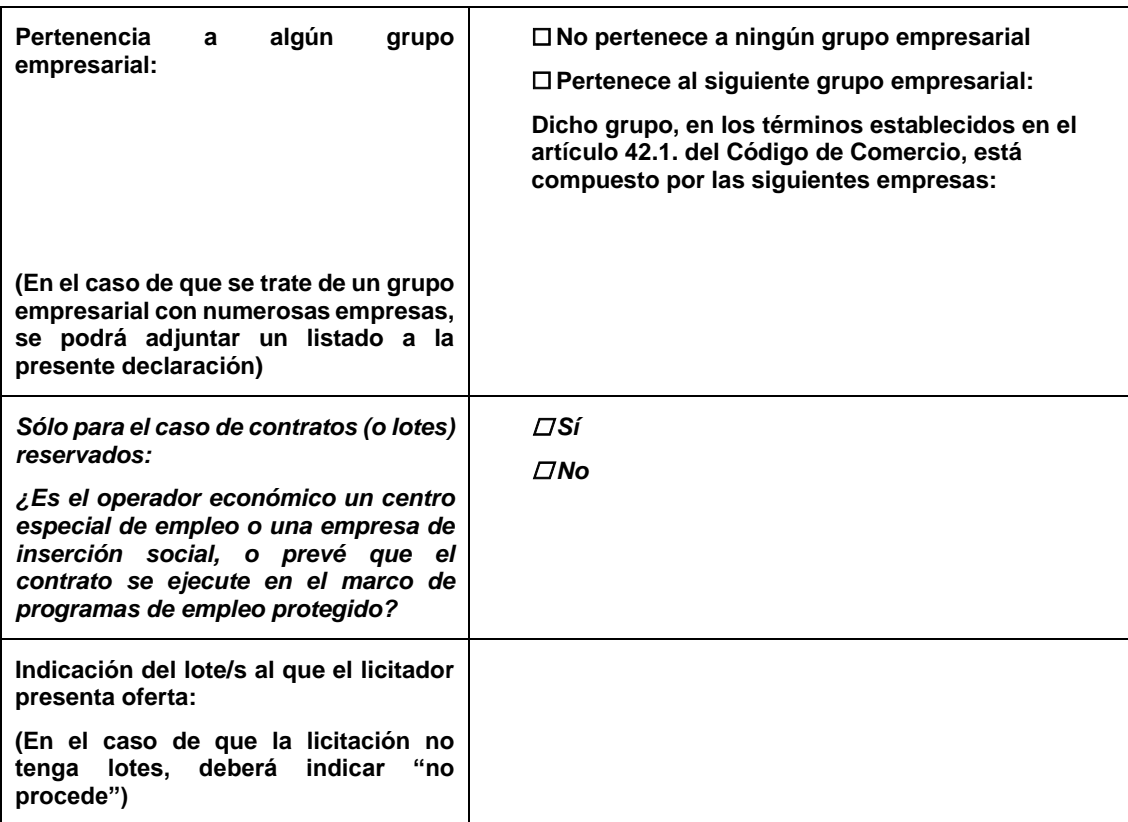 Pertenencia a algún grupo
empresarial:
(En el caso de que se trate de un grupo
empresarial con numerosas empresas,
se podrá adjuntar un listado a la
presente declaración)
☐ No pertenece a ningún grupo empresarial
☐ Pertenece al siguiente grupo empresarial:
Dicho grupo, en los términos establecidos en el
artículo 42.1. del Código de Comercio, está
compuesto por las siguientes empresas:
Sólo para el caso de contratos (o lotes)
reservados:
¿Es el operador económico un centro
especial de empleo o una empresa de
inserción social, o prevé que el
contrato se ejecute en el marco de
programas de empleo protegido?
☐ Sí
☐ No
Indicación del lote/s al que el licitador
presenta oferta:
(En el caso de que la licitación no
tenga lotes, deberá indicar “no
procede”)